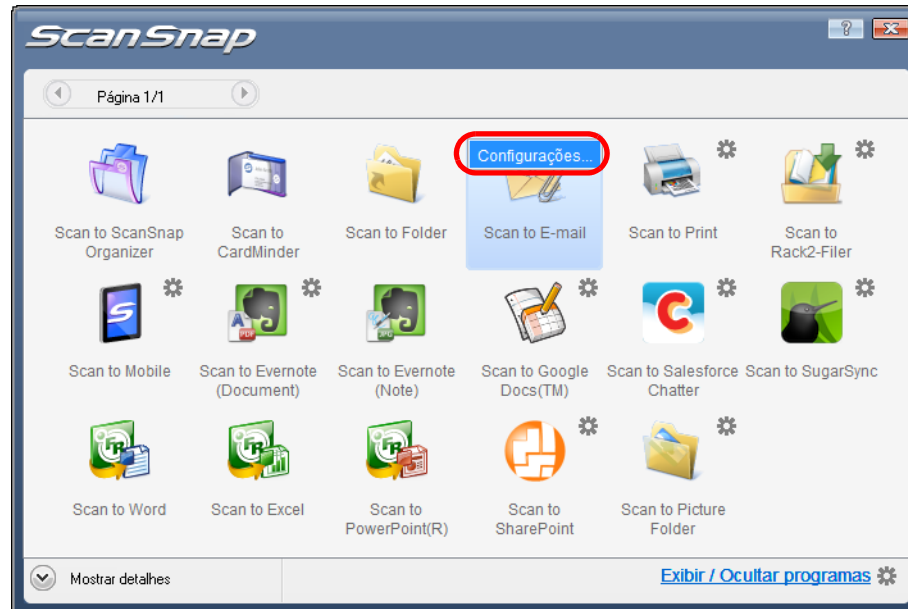 ScanSnap
?
Página 1/1
Configurações...
Scan to ScanSnap
Organizer
Scan to
CardMinder
Scan to Folder
Scan to E-mail
Scan to Print
Scan to
Rack2-Filer
Scan to Mobile
Scan to Evernote
(Document)
Scan to Evernote
(Note)
Scan to Google
Docs(TM)
Scan to Salesforce
Chatter
Scan to SugarSync
Scan to Word
Scan to Excel
Scan to
PowerPoint(R)
Scan to
SharePoint
Scan to Picture
Folder
Mostrar detalhes
Exibir / Ocultar programas